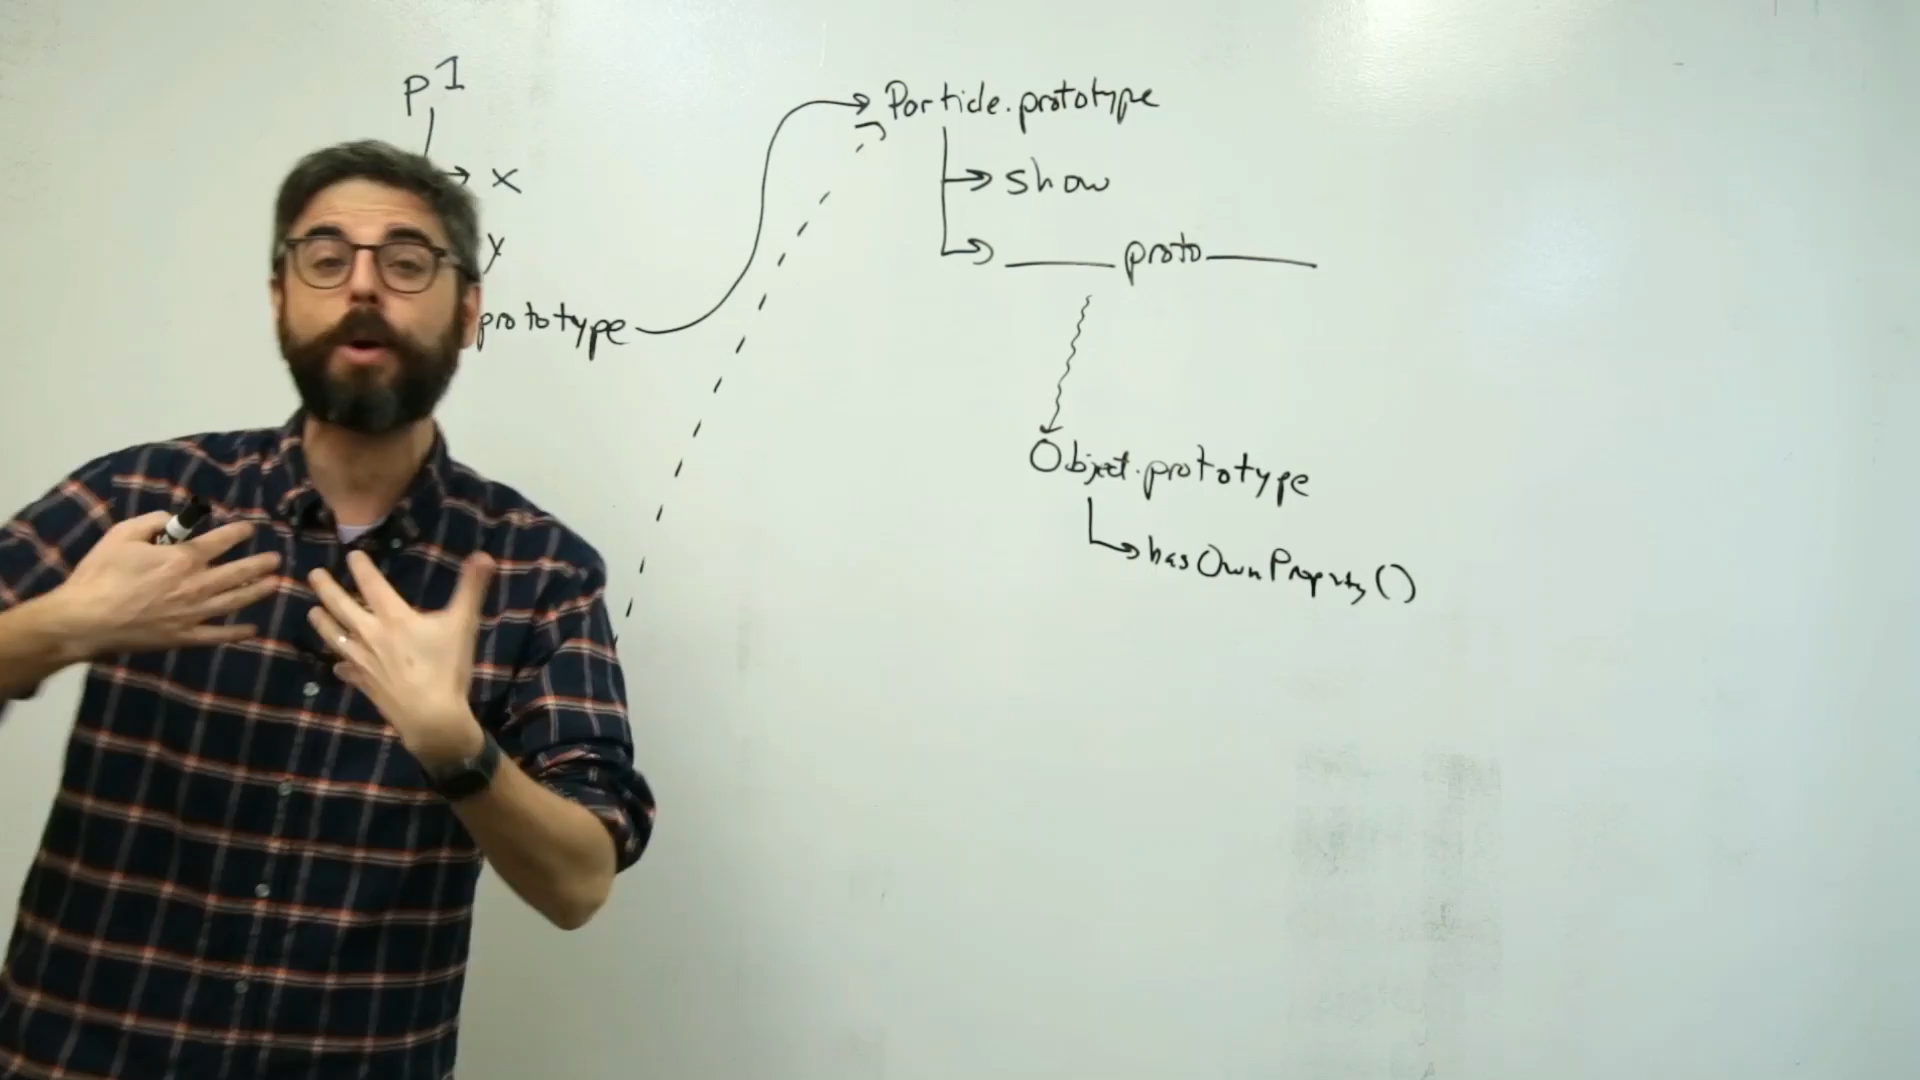 p1
x
y
prototype
Particle.prototype
show
__proto__
Object.prototype
hasOwnProperty()